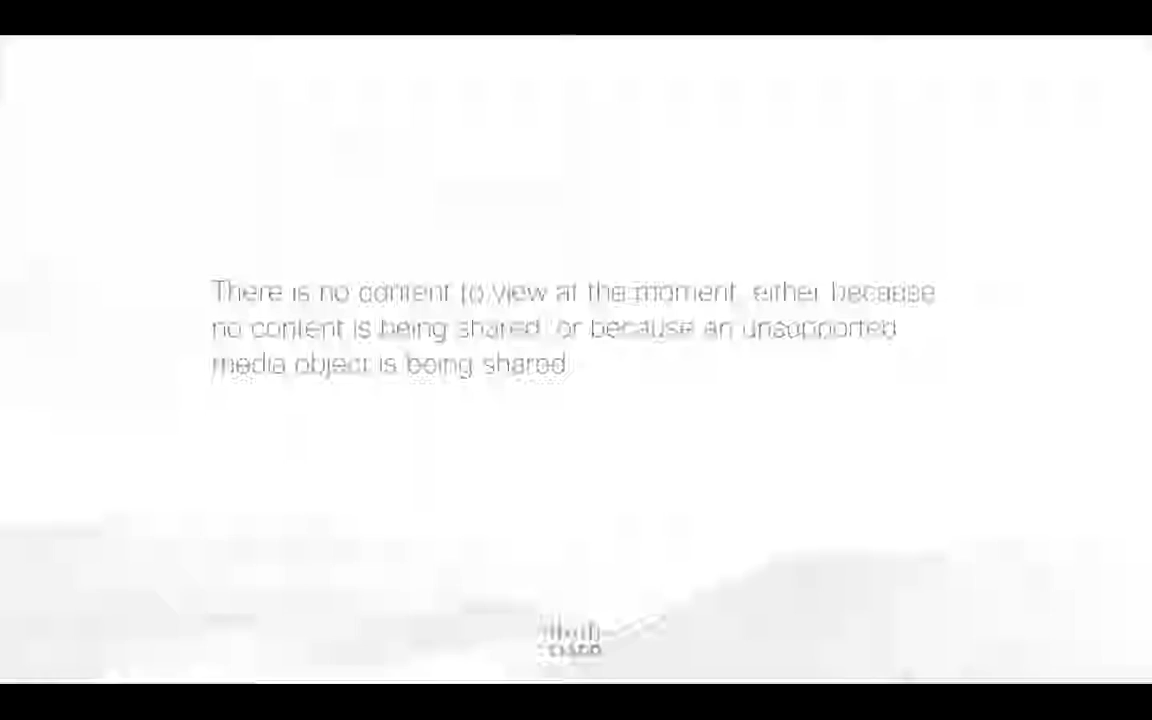 There is no content to view at the moment, either because
no content is being shared, or because an unsupported
media object is being shared.
CISCO